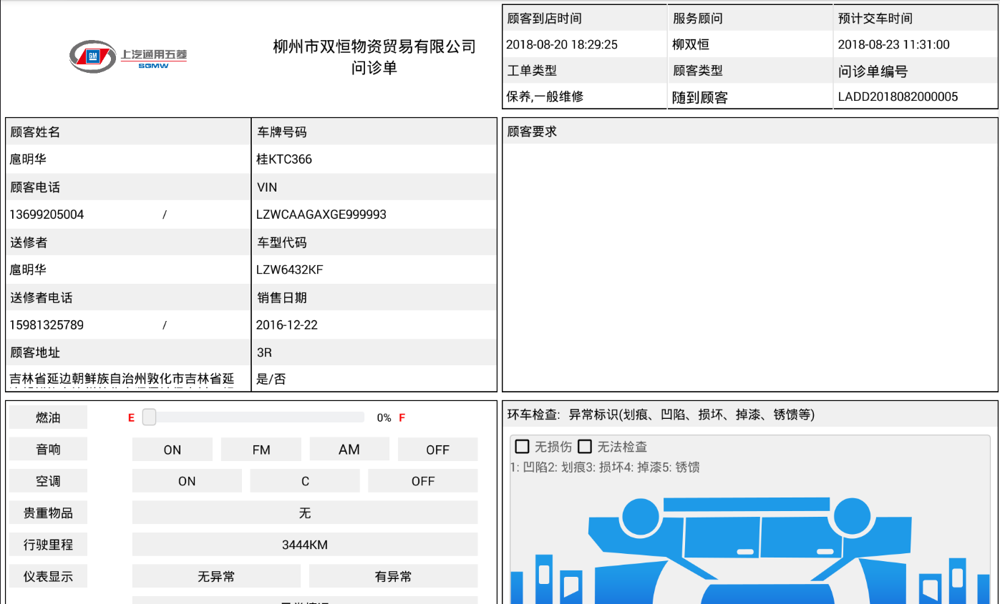 GM
上汽通用五菱
SGMW
柳州市双恒物资贸易有限公司
问诊单
顾客到店时间 服务顾问 预计交车时间
2018-08-20 18:29:25 柳双恒 2018-08-23 11:31:00
工单类型 顾客类型 问诊单编号
保养,一般维修 随到顾客 LADD2018082000005
顾客姓名 车牌号码
扈明华 桂KTC366
顾客电话 VIN
13699205004 / LZWCAAGAXGE999993
送修者 车型代码
扈明华 LZW6432KF
送修者电话 销售日期
15981325789 / 2016-12-22
顾客地址 3R
吉林省延边朝鲜族自治州敦化市吉林省延 是/否
顾客要求
燃油 E 0% F
音响 ON FM AM OFF
空调 ON C OFF
贵重物品 无
行驶里程 3444KM
仪表显示 无异常 有异常
环车检查: 异常标识(划痕、凹陷、损坏、掉漆、锈馈等)
无损伤 无法检查
1: 凹陷2: 划痕3: 损坏4: 掉漆5: 锈馈